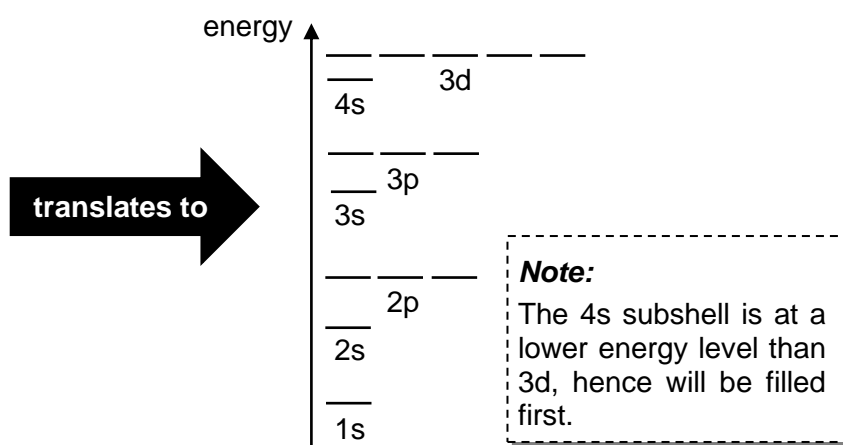 energy
3d
4s
3p
translates to
3s
Note:
2p
The 4s subshell is at a
lower energy level than
2s
3d, hence will be filled
first.
1s